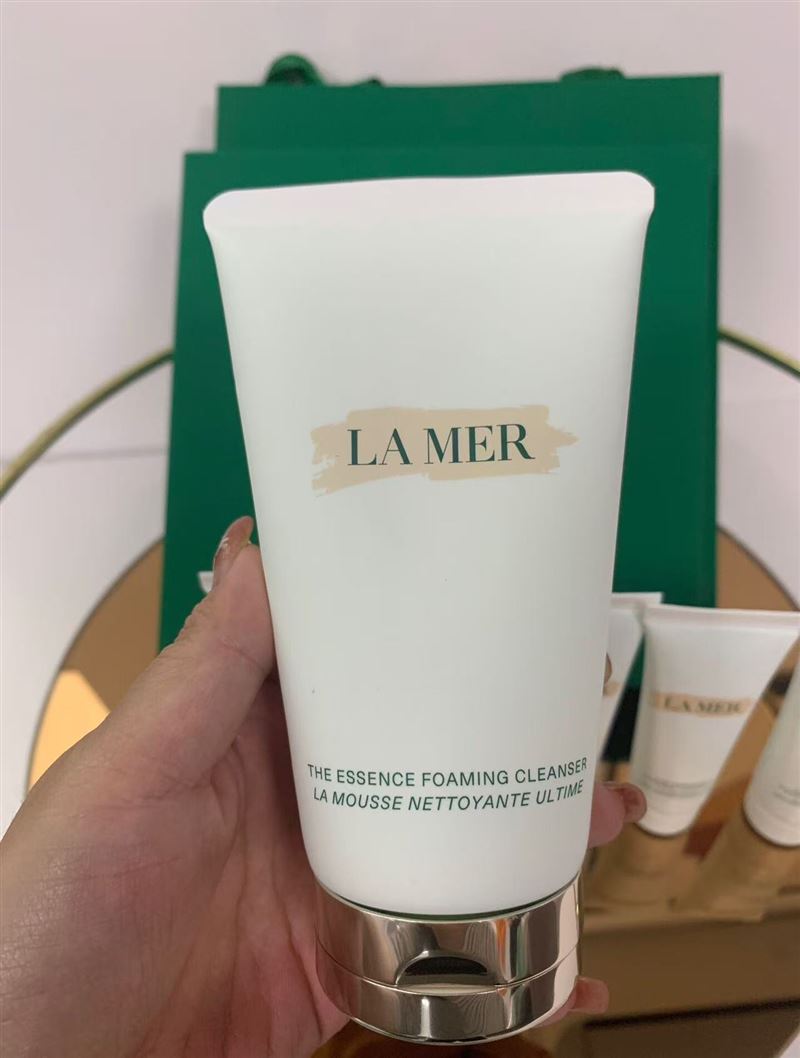 LA MER
THE ESSENCE FOAMING CLEANSER
LA MOUSSE NETTOYANTE ULTIME
LA MER